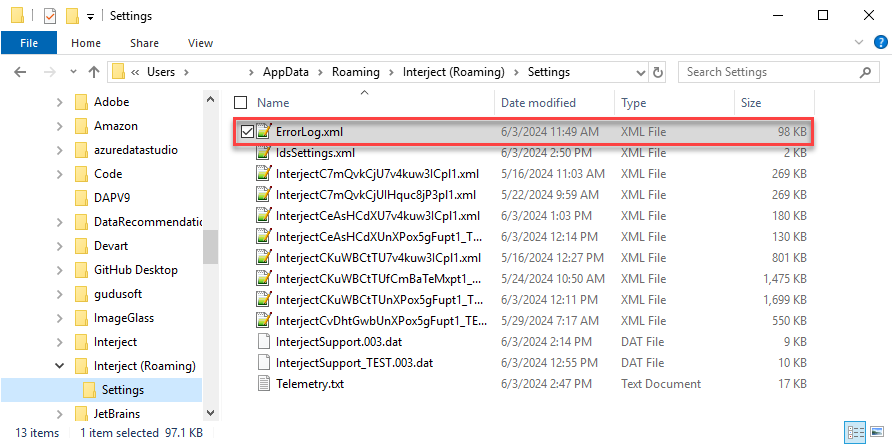 Settings
File Home Share View
« Users > > AppData > Roaming > Interject (Roaming) > Settings
Search Settings
Adobe
Amazon
azuredatastudio
Code
DAPV9
DataRecommendatio
Devart
GitHub Desktop
gudusoft
ImageGlass
Interject
Interject (Roaming)
Settings
JetBrains
Name Date modified Type Size
ErrorLog.xml 6/3/2024 11:49 AM XML File 98 KB
IdsSettings.xml 6/3/2024 2:50 PM XML File 2 KB
InterjectC7mQvkCjU7v4kuw3lCpI1.xml 5/16/2024 11:03 AM XML File 269 KB
InterjectC7mQvkCjUlHquc8jP3pI1.xml 5/22/2024 9:59 AM XML File 269 KB
InterjectCeAsHCdXU7v4kuw3lCpI1.xml 6/3/2024 1:03 PM XML File 180 KB
InterjectCeAsHCdXUnXPox5gFupt1_T... 6/3/2024 12:14 PM XML File 130 KB
InterjectCKuWBCtTU7v4kuw3lCpI1.xml 5/16/2024 12:27 PM XML File 801 KB
InterjectCKuWBCtTUfCmBaTeMxpt1_... 5/24/2024 10:50 AM XML File 1,475 KB
InterjectCKuWBCtTUnXPox5gFupt1_T... 6/3/2024 12:11 PM XML File 1,699 KB
InterjectCvDhtGwbUnXPox5gFupt1_TE... 5/29/2024 7:17 AM XML File 550 KB
InterjectSupport.003.dat 6/3/2024 2:14 PM DAT File 9 KB
InterjectSupport_TEST.003.dat 6/3/2024 12:55 PM DAT File 10 KB
Telemetry.txt 6/3/2024 2:47 PM Text Document 17 KB
13 items 1 item selected 97.1 KB